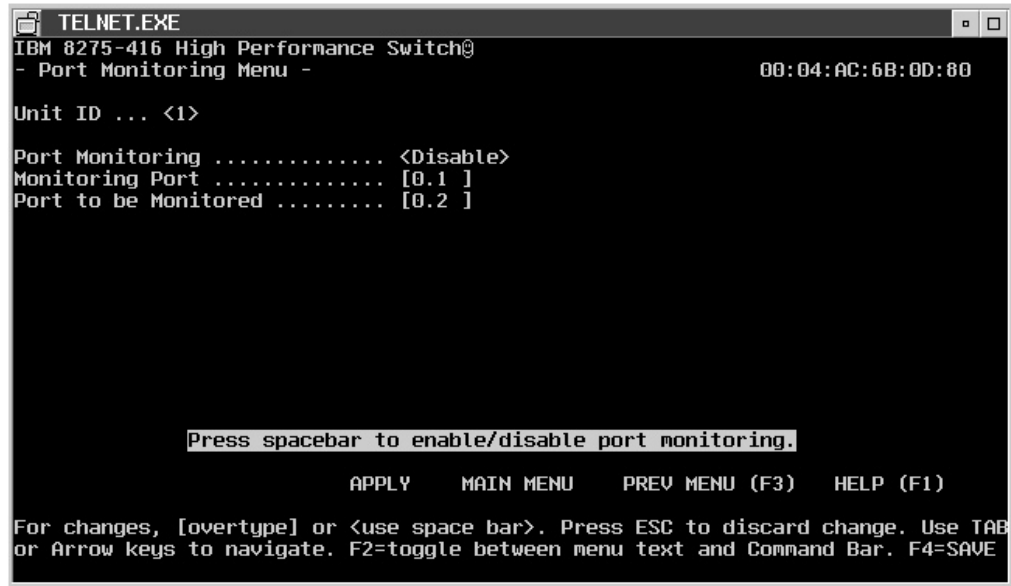 TELNET.EXE
IBM 8275-416 High Performance Switch@
- Port Monitoring Menu - 00:04:AC:6B:0D:80
Unit ID ... <1>
Port Monitoring .............. <Disable>
Monitoring Port .............. [0.1 ]
Port to be Monitored ......... [0.2 ]
Press spacebar to enable/disable port monitoring.
APPLY MAIN MENU PREV MENU (F3) HELP (F1)
For changes, [overtype] or <use space bar>. Press ESC to discard change. Use TAB
or Arrow keys to navigate. F2=toggle between menu text and Command Bar. F4=SAVE